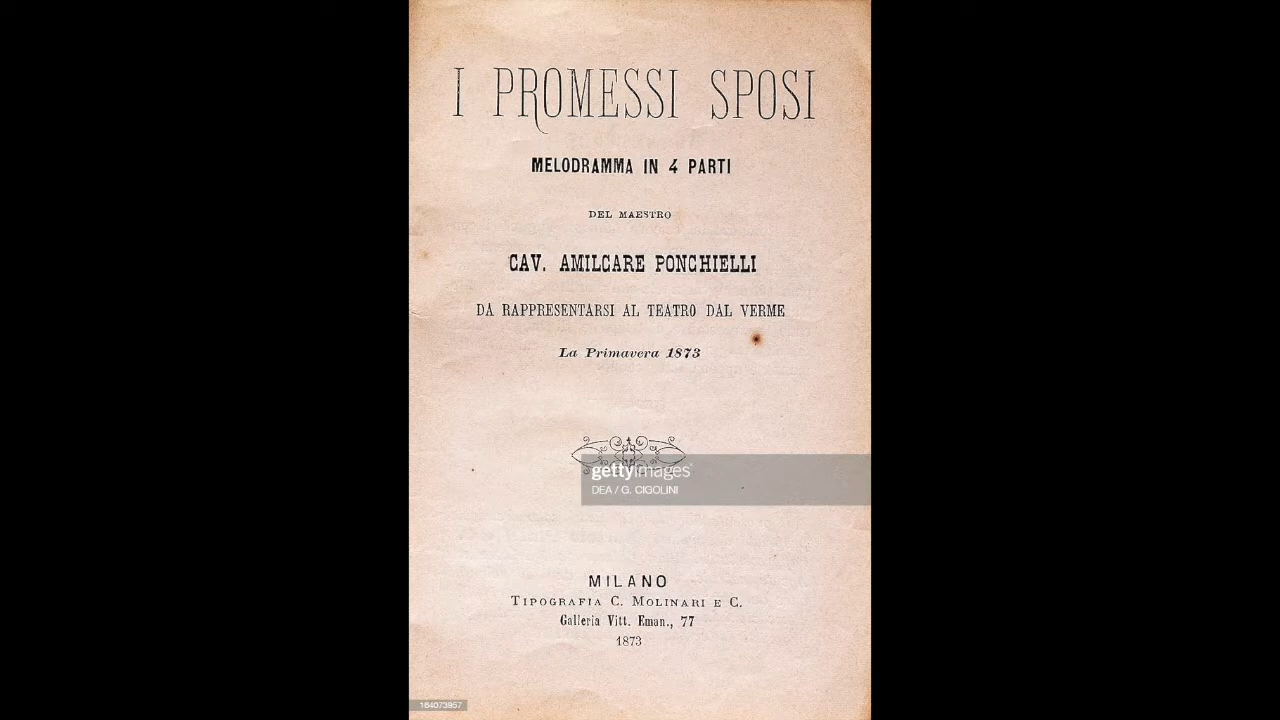 I PROMESSI SPOSI
MELODRAMMA IN 4 PARTI
DEL MAESTRO
CAV. AMILCARE PONCHIELLI
DA RAPPRESENTARSI AL TEATRO DAL VERME
La Primavera 1873
gettyimages®
DEA / G. CIGOLINI
MILANO
TIPOGRAFIA C. MOLINARI E C.
Galleria Vitt. Eman., 77
1873
164073957